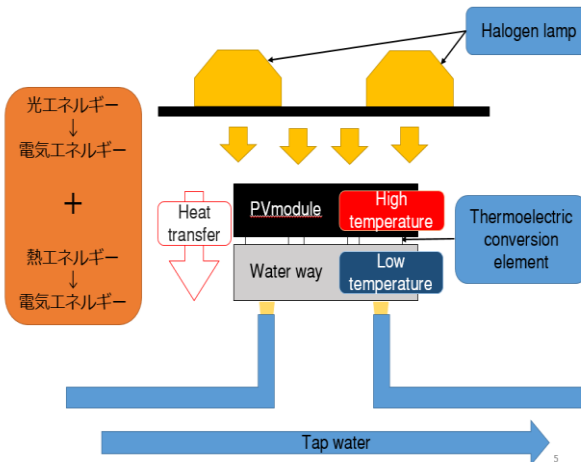 Halogen lamp
光エネルギー
↓
電気エネルギー
+
熱エネルギー
→
電気エネルギー
Heat
transfer
PVmodule
High
temperature
Thermoelectric
conversion
element
Water way
Low
temperature
Tap water
5